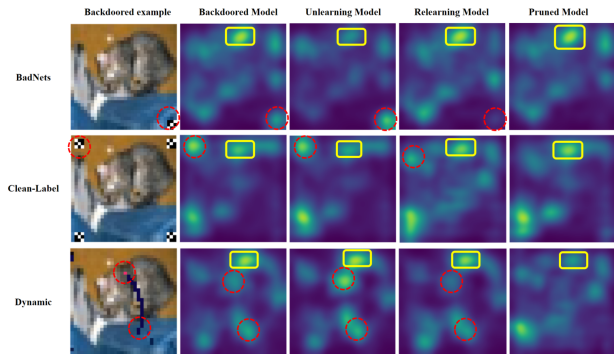 Backdoored example Backdoored Model Unlearning Model Relearning Model Pruned Model
BadNets
Clean-Label
Dynamic